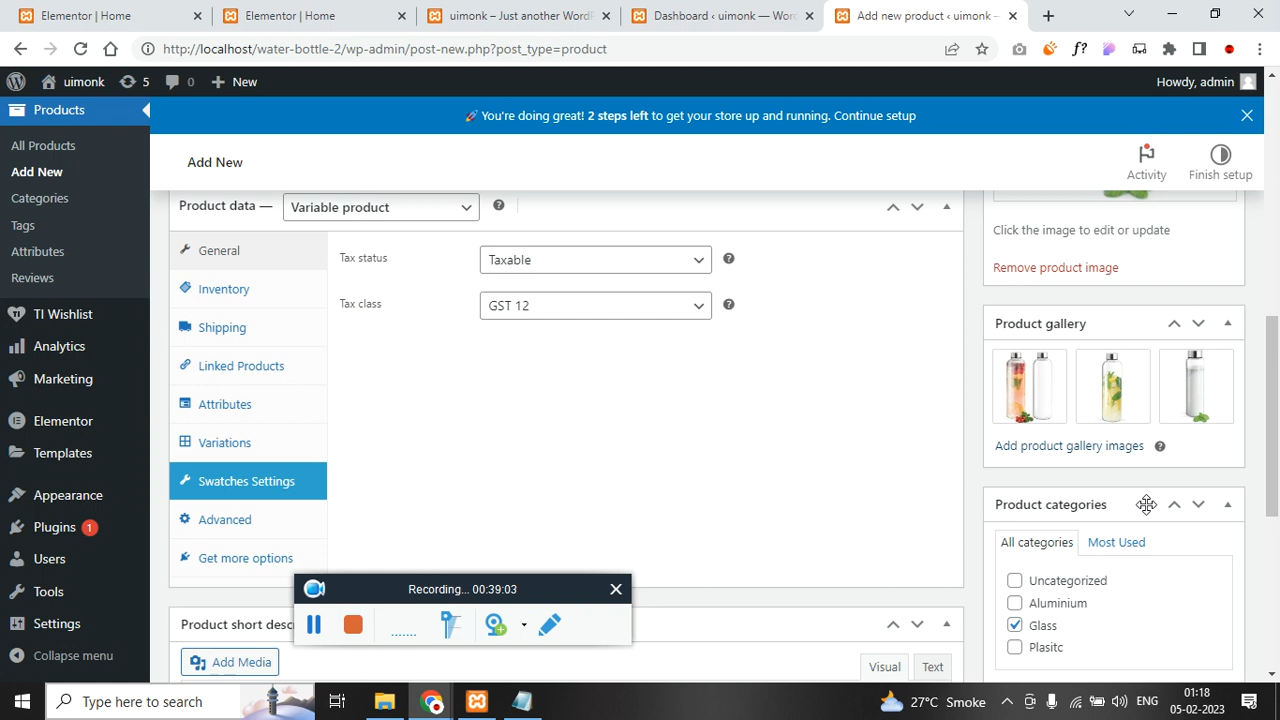 Elementor | Home
Elementor | Home
uimonk – Just another WordP
Dashboard ‹ uimonk — Wor
Add new product ‹ uimonk –
http://localhost/water-bottle-2/wp-admin/post-new.php?post_type=product
uimonk
5
0
New
Howdy, admin
🚀 You're doing great! 2 steps left to get your store up and running. Continue setup
Products
All Products
Add New
Categories
Tags
Attributes
Reviews
TI Wishlist
Analytics
Marketing
Elementor
Templates
Appearance
Plugins 1
Users
Tools
Settings
Collapse menu
Add New
Activity
Finish setup
Product data —
Variable product
General
Inventory
Shipping
Linked Products
Attributes
Variations
Swatches Settings
Advanced
Get more options
Tax status
Taxable
Tax class
GST 12
Click the image to edit or update
Remove product image
Product gallery
Add product gallery images
Product categories
All categories
Most Used
Uncategorized
Aluminium
Glass
Plasitc
Recording... 00:39:03
Product short desc
Add Media
Visual
Text
Type here to search
27°C Smoke
ENG
01:18
05-02-2023